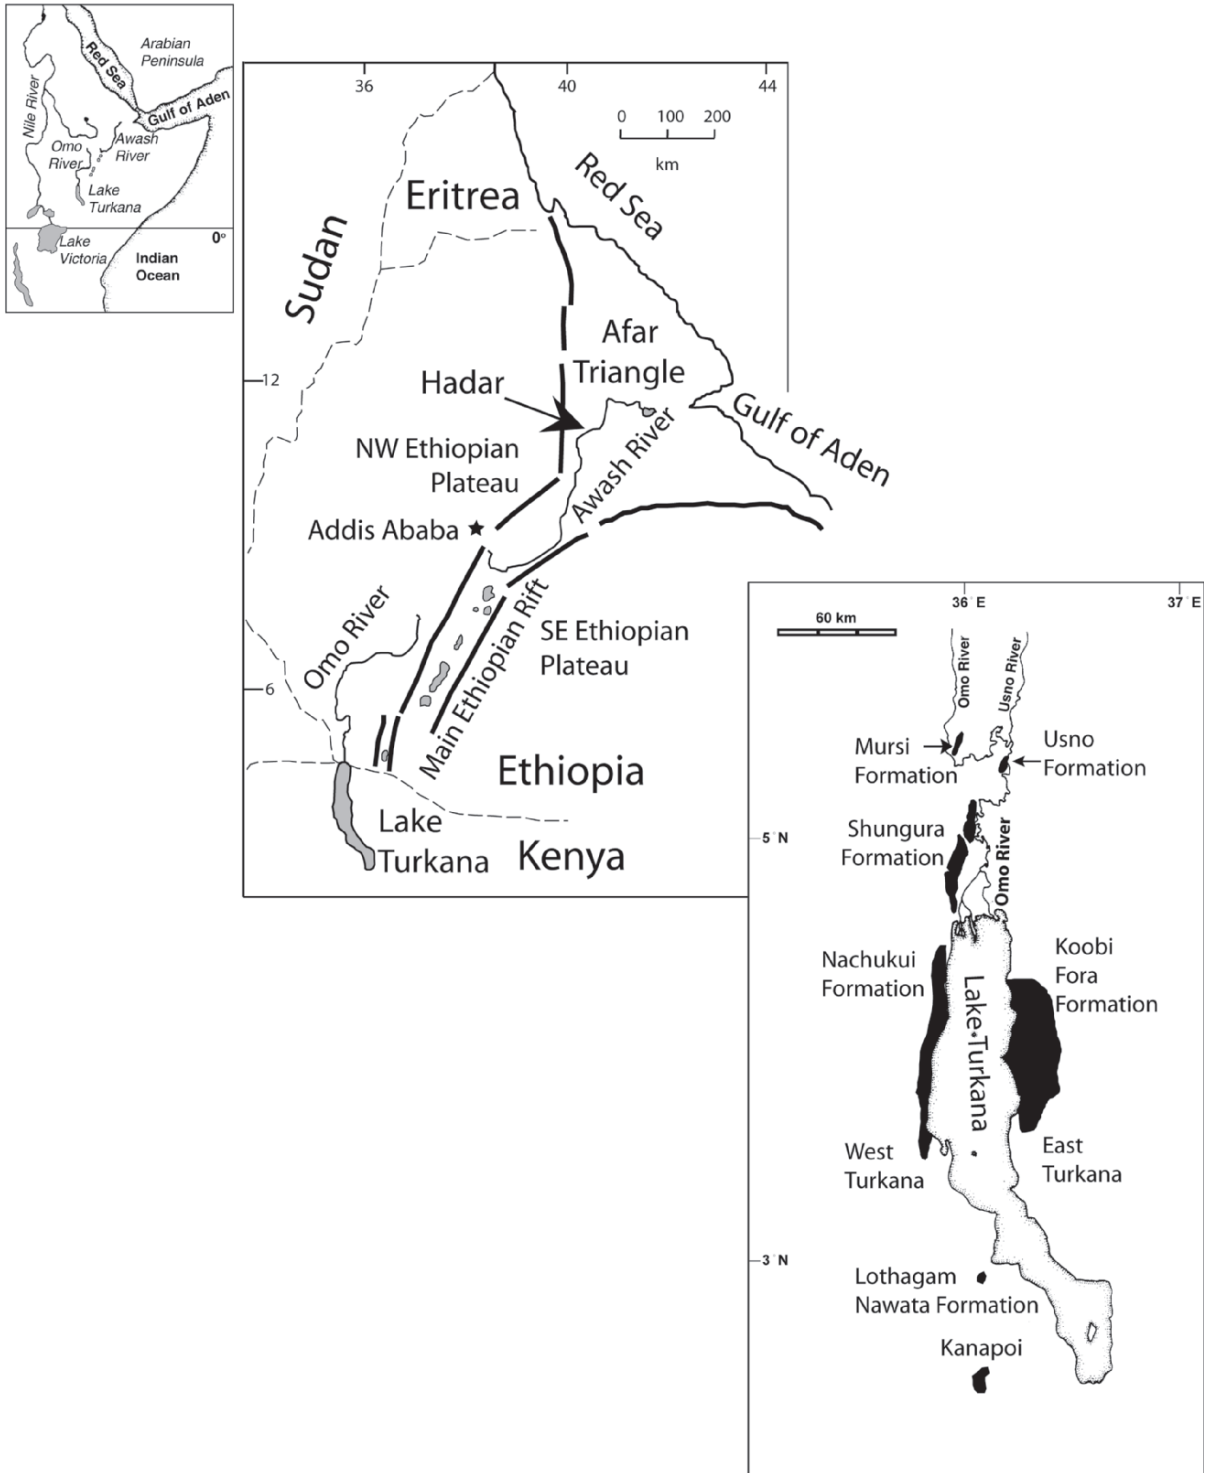 Red Sea
Arabian
Peninsula
Nile River
Gulf of Aden
Omo
River
Awash
River
Lake
Turkana
0°
Lake
Victoria
Indian
Ocean
36
40
44
0 100 200
km
Red Sea
Eritrea
Sudan
Afar
Triangle
12
Hadar
Gulf of Aden
NW Ethiopian
Plateau
Awash River
Addis Ababa
Omo River
Main Ethiopian Rift
SE Ethiopian
Plateau
6
Ethiopia
Lake
Turkana
Kenya
36°E
37°E
60 km
Omo River
Usno River
Mursi
Formation
Usno
Formation
Shungura
Formation
5°N
Omo River
Nachukui
Formation
Koobi
Fora
Formation
Lake Turkana
West
Turkana
East
Turkana
3°N
Lothagam
Nawata Formation
Kanapoi